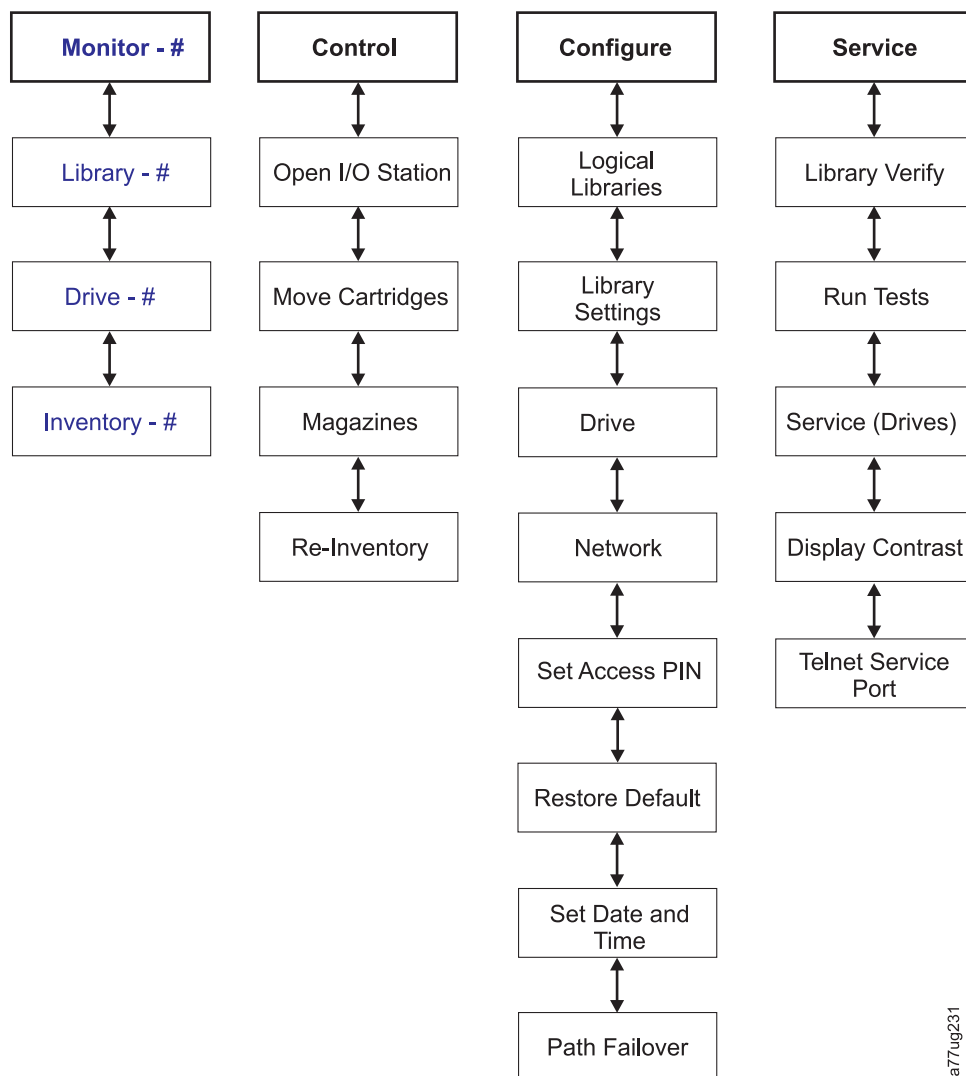 Monitor - #
Library - #
Drive - #
Inventory - #
Control
Open I/O Station
Move Cartridges
Magazines
Re-Inventory
Configure
Logical
Libraries
Library
Settings
Drive
Network
Set Access PIN
Restore Default
Set Date and
Time
Path Failover
Service
Library Verify
Run Tests
Service (Drives)
Display Contrast
Telnet Service
Port
a77ug231